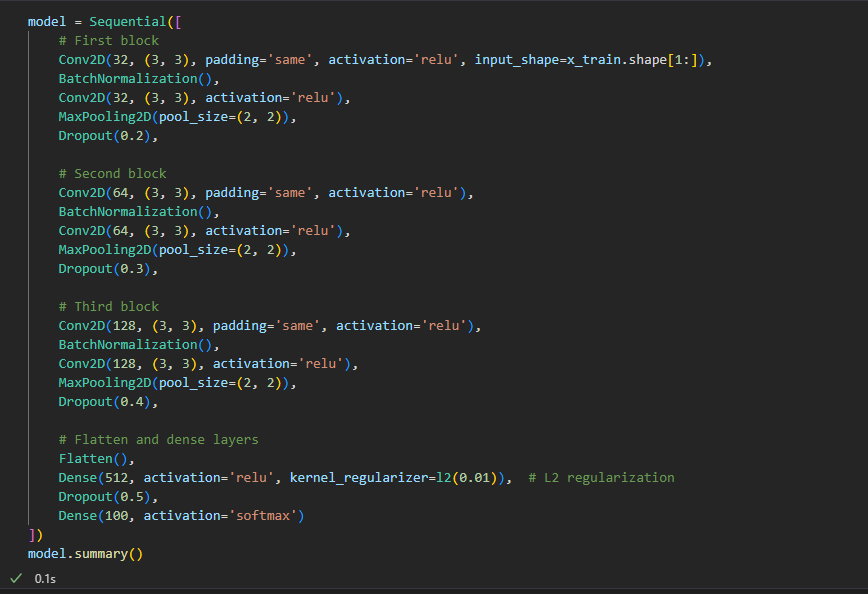 model = Sequential([
    # First block
    Conv2D(32, (3, 3), padding='same', activation='relu', input_shape=x_train.shape[1:]),
    BatchNormalization(),
    Conv2D(32, (3, 3), activation='relu'),
    MaxPooling2D(pool_size=(2, 2)),
    Dropout(0.2),

    # Second block
    Conv2D(64, (3, 3), padding='same', activation='relu'),
    BatchNormalization(),
    Conv2D(64, (3, 3), activation='relu'),
    MaxPooling2D(pool_size=(2, 2)),
    Dropout(0.3),

    # Third block
    Conv2D(128, (3, 3), padding='same', activation='relu'),
    BatchNormalization(),
    Conv2D(128, (3, 3), activation='relu'),
    MaxPooling2D(pool_size=(2, 2)),
    Dropout(0.4),

    # Flatten and dense layers
    Flatten(),
    Dense(512, activation='relu', kernel_regularizer=l2(0.01)),  # L2 regularization
    Dropout(0.5),
    Dense(100, activation='softmax')
])
model.summary()
✓ 0.1s